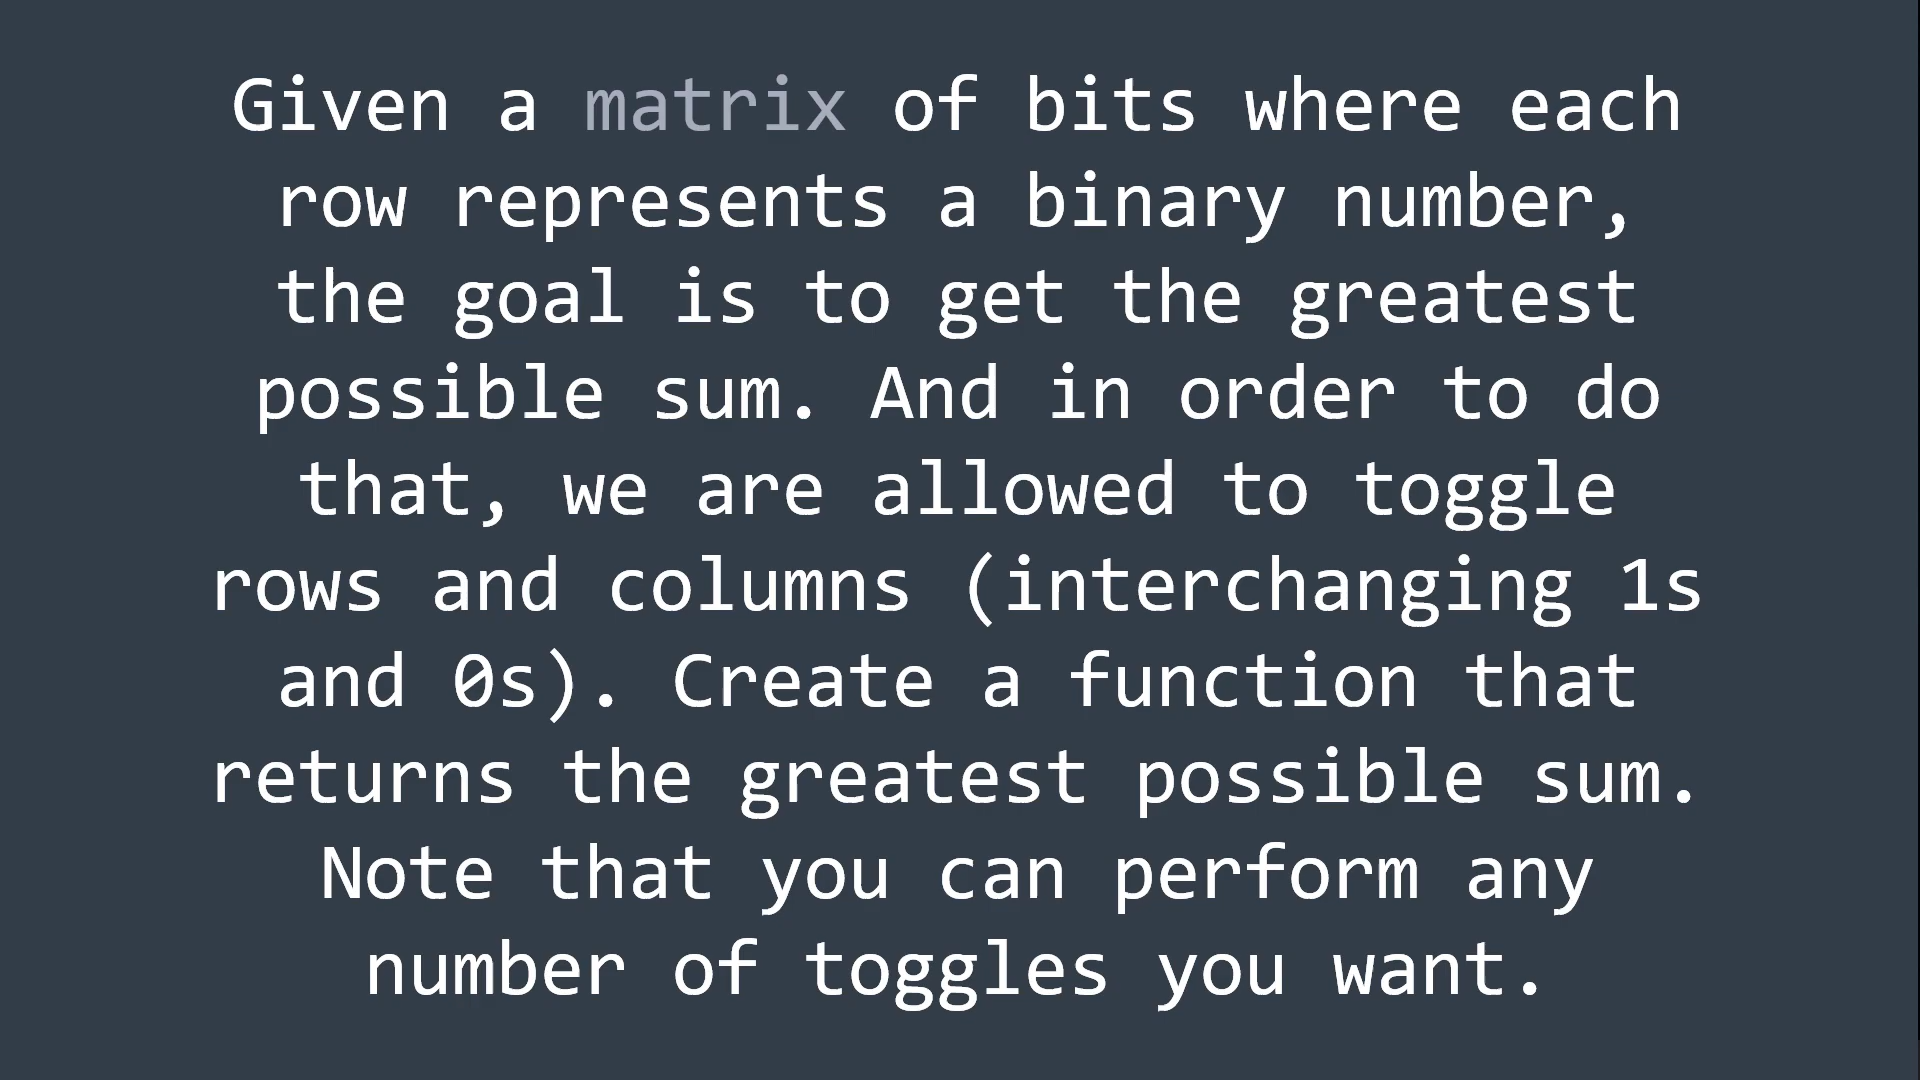 Given a matrix of bits where each
row represents a binary number,
the goal is to get the greatest
possible sum. And in order to do
that, we are allowed to toggle
rows and columns (interchanging 1s
and 0s). Create a function that
returns the greatest possible sum.
Note that you can perform any
number of toggles you want.